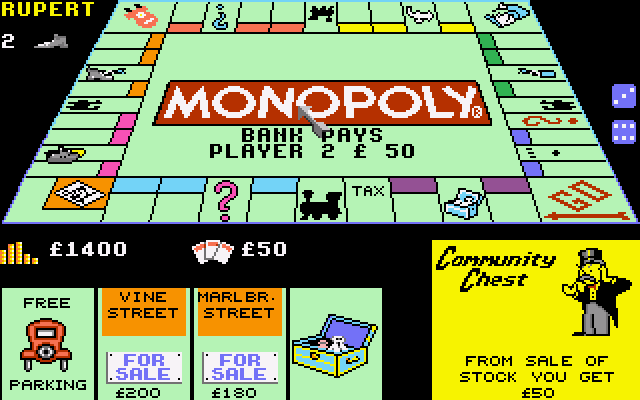 RUPERT
2
MONOPOLY®
BANK PAYS
PLAYER 2 £ 50
?
?
TAX
GO
£1400
£50
Community
Chest
FROM SALE OF
STOCK YOU GET
£50
FREE
PARKING
VINE
STREET
FOR
SALE
£200
MARLBR.
STREET
FOR
SALE
£180